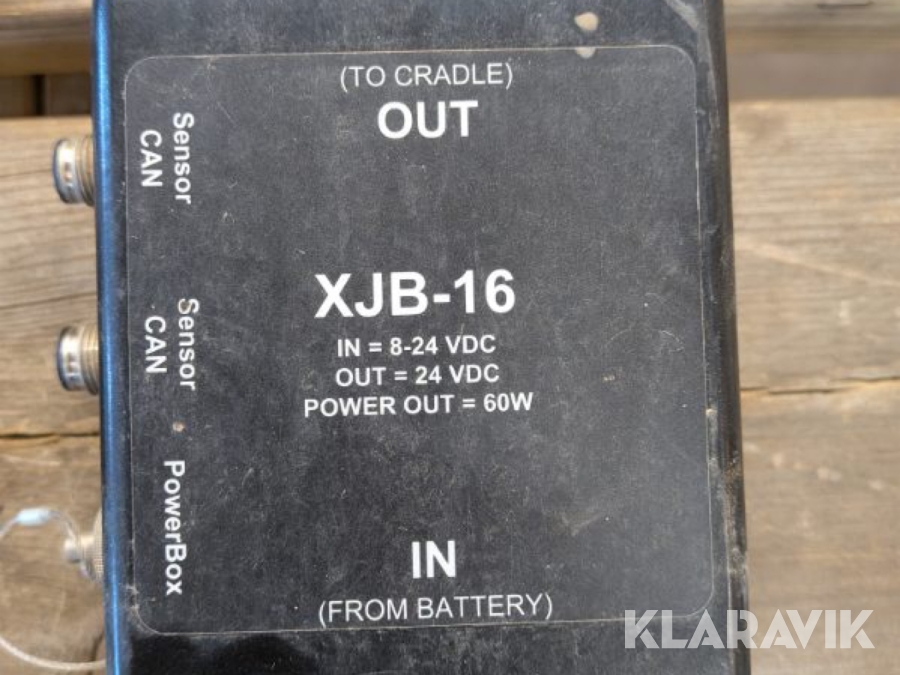 (TO CRADLE)
OUT
Sensor
CAN
XJB-16
IN = 8-24 VDC
OUT = 24 VDC
POWER OUT = 60W
Sensor
CAN
PowerBox
IN
(FROM BATTERY)
KLARAVIK